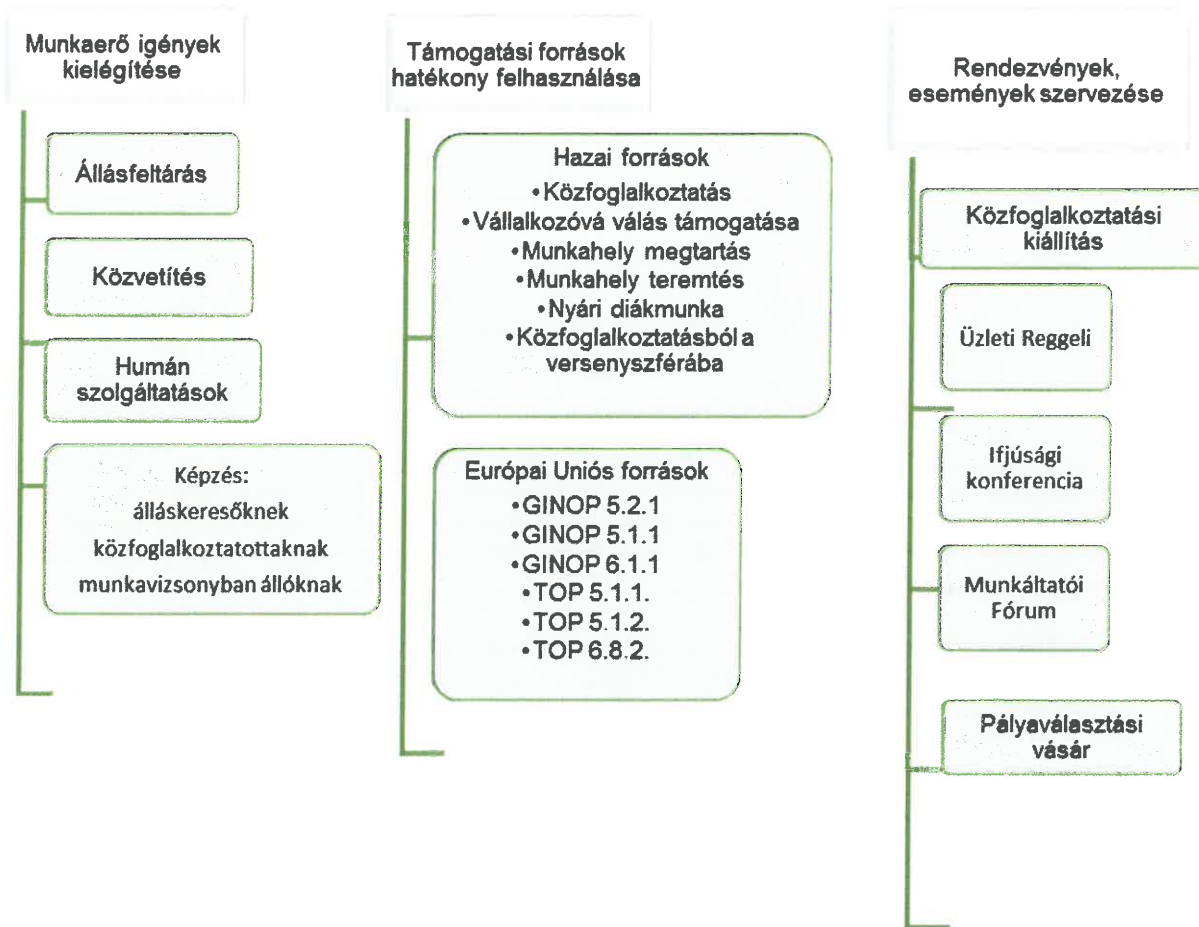 Munkaerő igények
kielégítése
Állásfeltárás
Közvetítés
Humán
szolgáltatások
Képzés:
álláskeresőknek
közfoglalkoztatottaknak
munkavizsonyban állóknak
Támogatási források
hatékony felhasználása
Hazai források
•Közfoglalkoztatás
•Vállalkozóvá válás támogatása
•Munkahely megtartás
•Munkahely teremtés
•Nyári diákmunka
•Közfoglalkoztatásból a
versenyszférába
Európai Uniós források
•GINOP 5.2.1
•GINOP 5.1.1
•GINOP 6.1.1
•TOP 5.1.1.
•TOP 5.1.2.
•TOP 6.8.2.
Rendezvények,
események szervezése
Közfoglalkoztatási
kiállítás
Üzleti Reggeli
Ifjúsági
konferencia
Munkáltatói
Fórum
Pályaválasztási
vásár